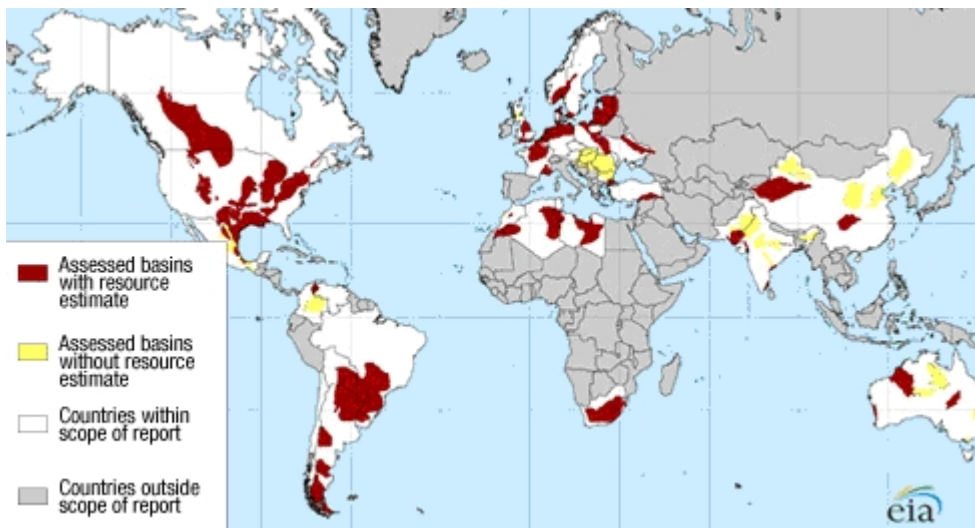 Assessed basins
with resource
estimate
Assessed basins
without resource
estimate
Countries within
scope of report
Countries outside
scope of report
eia